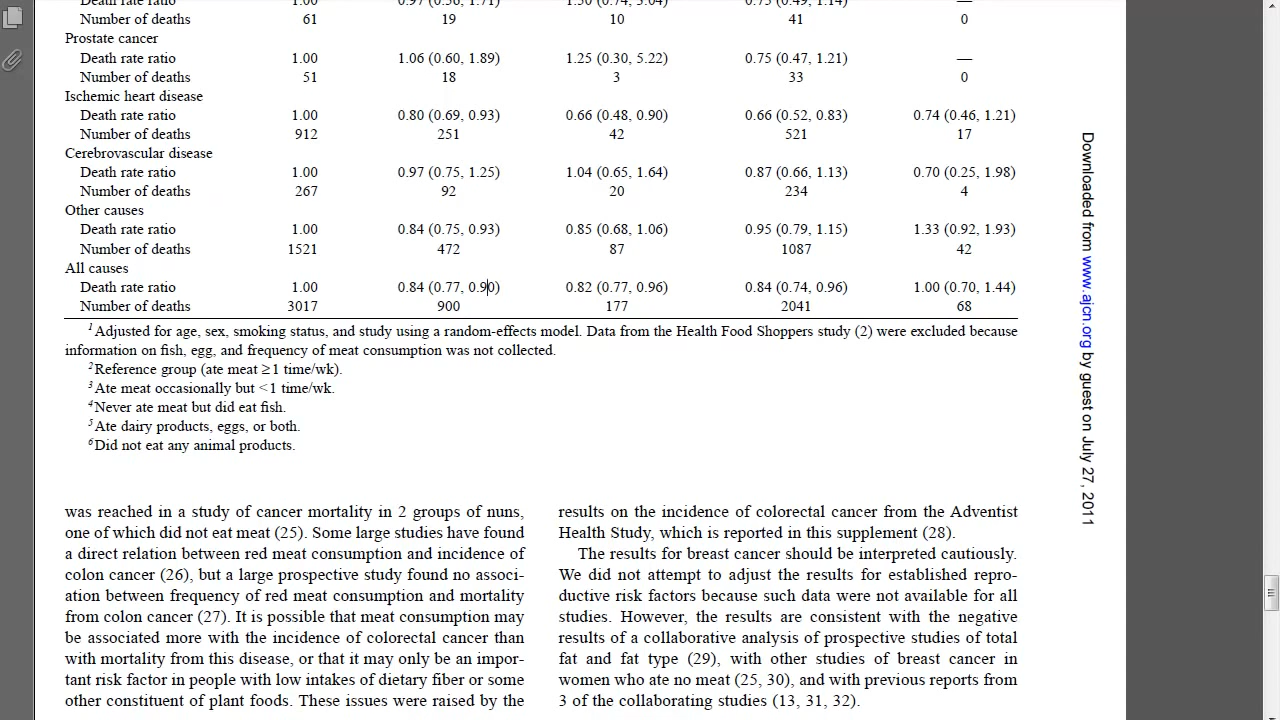 Death rate ratio 1.00
Number of deaths 61 19 10 41 0
Prostate cancer
Death rate ratio 1.00 1.06 (0.60, 1.89) 1.25 (0.30, 5.22) 0.75 (0.47, 1.21) —
Number of deaths 51 18 3 33 0
Ischemic heart disease
Death rate ratio 1.00 0.80 (0.69, 0.93) 0.66 (0.48, 0.90) 0.66 (0.52, 0.83) 0.74 (0.46, 1.21)
Number of deaths 912 251 42 521 17
Cerebrovascular disease
Death rate ratio 1.00 0.97 (0.75, 1.25) 1.04 (0.65, 1.64) 0.87 (0.66, 1.13) 0.70 (0.25, 1.98)
Number of deaths 267 92 20 234 4
Other causes
Death rate ratio 1.00 0.84 (0.75, 0.93) 0.85 (0.68, 1.06) 0.95 (0.79, 1.15) 1.33 (0.92, 1.93)
Number of deaths 1521 472 87 1087 42
All causes
Death rate ratio 1.00 0.84 (0.77, 0.90) 0.82 (0.77, 0.96) 0.84 (0.74, 0.96) 1.00 (0.70, 1.44)
Number of deaths 3017 900 177 2041 68
1 Adjusted for age, sex, smoking status, and study using a random-effects model. Data from the Health Food Shoppers study (2) were excluded because
information on fish, egg, and frequency of meat consumption was not collected.
2 Reference group (ate meat ≥1 time/wk).
3 Ate meat occasionally but <1 time/wk.
4 Never ate meat but did eat fish.
5 Ate dairy products, eggs, or both.
6 Did not eat any animal products.
was reached in a study of cancer mortality in 2 groups of nuns,
one of which did not eat meat (25). Some large studies have found
a direct relation between red meat consumption and incidence of
colon cancer (26), but a large prospective study found no associ-
ation between frequency of red meat consumption and mortality
from colon cancer (27). It is possible that meat consumption may
be associated more with the incidence of colorectal cancer than
with mortality from this disease, or that it may only be an impor-
tant risk factor in people with low intakes of dietary fiber or some
other constituent of plant foods. These issues were raised by the
results on the incidence of colorectal cancer from the Adventist
Health Study, which is reported in this supplement (28).
The results for breast cancer should be interpreted cautiously.
We did not attempt to adjust the results for established repro-
ductive risk factors because such data were not available for all
studies. However, the results are consistent with the negative
results of a collaborative analysis of prospective studies of total
fat and fat type (29), with other studies of breast cancer in
women who ate no meat (25, 30), and with previous reports from
3 of the collaborating studies (13, 31, 32).
Downloaded from www.ajcn.org by guest on July 27, 2011